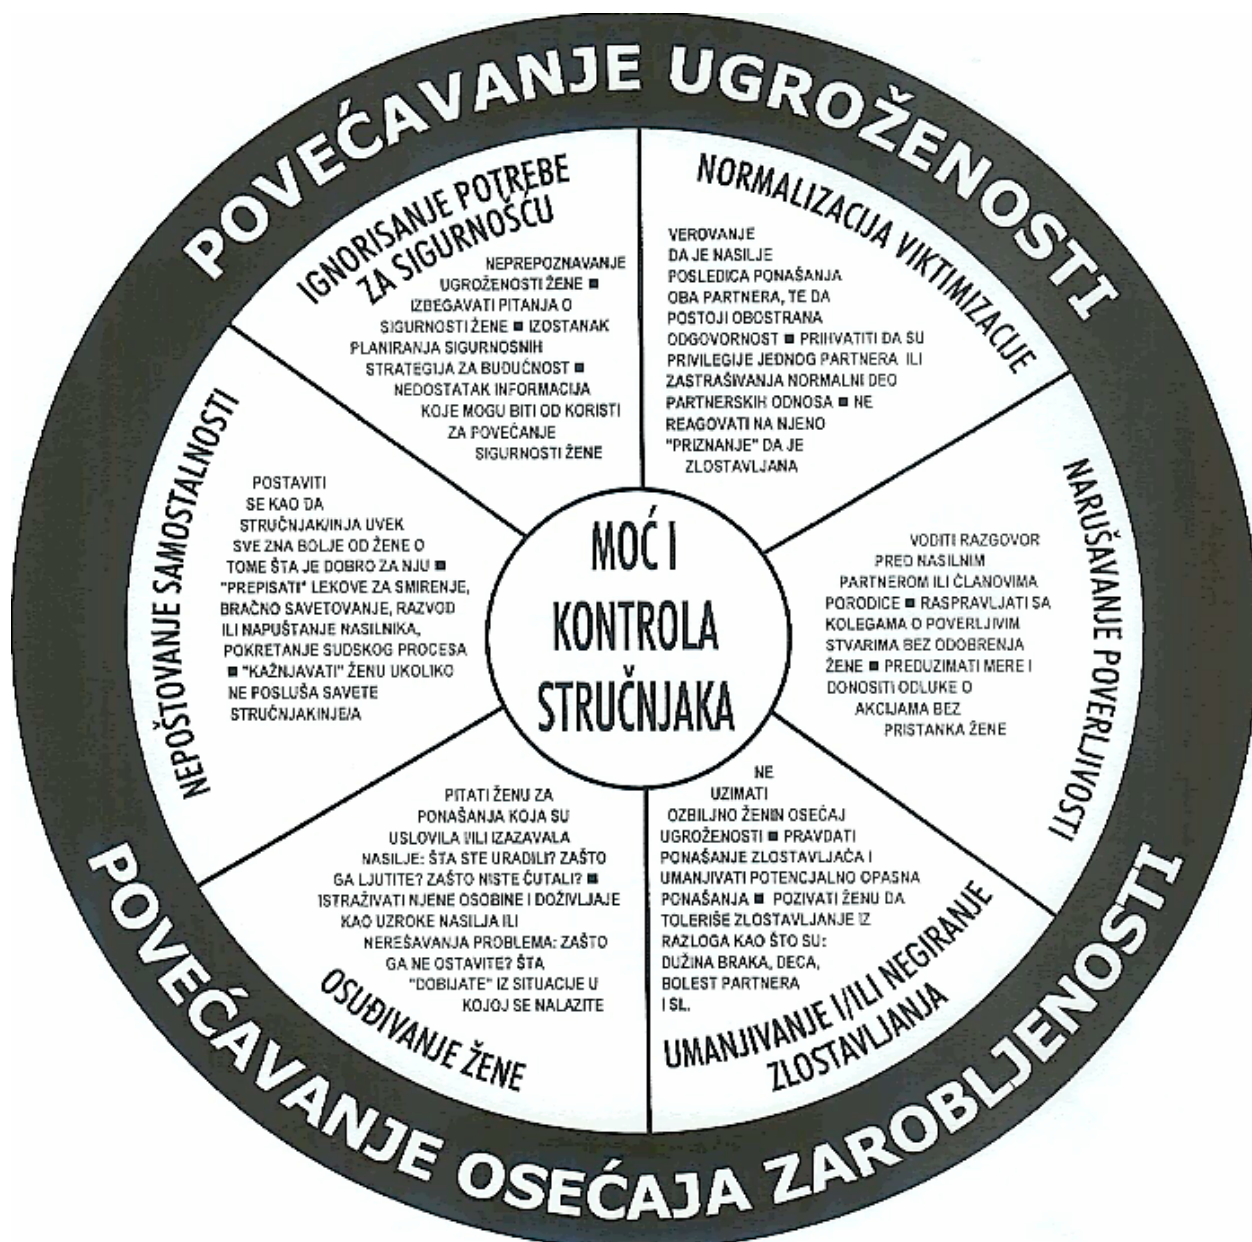 POVEĆAVANJE UGROŽENOSTI
IGNORISANJE POTREBE
ZA SIGURNOŠĆU
NEPREPOZNAVANJE
UGROŽENOSTI ŽENE ■
IZBEGAVATI PITANJA O
SIGURNOSTI ŽENE ■ IZOSTANAK
PLANIRANJA SIGURNOSNIH
STRATEGIJA ZA BUDUĆNOST ■
NEDOSTATAK INFORMACIJA
KOJE MOGU BITI OD KORISTI
ZA POVEĆANJE
SIGURNOSTI ŽENE
NORMALIZACIJA VIKTIMIZACIJE
VEROVANJE
DA JE NASILJE
POSLEDICA PONAŠANJA
OBA PARTNERA, TE DA
POSTOJI OBOSTRANA
ODGOVORNOST ■ PRIHVATITI DA SU
PRIVILEGIJE JEDNOG PARTNERA ILI
ZASTRAŠIVANJA NORMALNI DEO
PARTNERSKIH ODNOSA ■ NE
REAGOVATI NA NJENO
"PRIZNANJE" DA JE
ZLOSTAVLJANA
NARUŠAVANJE POVERLJIVOSTI
VODITI RAZGOVOR
PRED NASILNIM
PARTNEROM ILI ČLANOVIMA
PORODICE ■ RASPRAVLJATI SA
KOLEGAMA O POVERLJIVIM
STVARIMA BEZ ODOBRENJA
ŽENE ■ PREDUZIMATI MERE I
DONOSITI ODLUKE O
AKCIJAMA BEZ
PRISTANKA ŽENE
UMANJIVANJE I/ILI NEGIRANJE
ZLOSTAVLJANJA
NE
UZIMATI
OZBILJNO ŽENIN OSEĆAJ
UGROŽENOSTI ■ PRAVDATI
PONAŠANJE ZLOSTAVLJAČA I
UMANJIVATI POTENCJALNO OPASNA
PONAŠANJA ■ POZIVATI ŽENU DA
TOLERIŠE ZLOSTAVLJANJE IZ
RAZLOGA KAO ŠTO SU:
DUŽINA BRAKA, DECA,
BOLEST PARTNERA
I SL.
OSUĐIVANJE ŽENE
PITATI ŽENU ZA
PONAŠANJA KOJA SU
USLOVILA I/ILI IZAZAVALA
NASILJE: ŠTA STE URADILI? ZAŠTO
GA LJUTITE? ZAŠTO NISTE ĆUTALI? ■
ISTRAŽIVATI NJENE OSOBINE I DOŽIVLJAJE
KAO UZROKE NASILJA ILI
NEREŠAVANJA PROBLEMA: ZAŠTO
GA NE OSTAVITE? ŠTA
"DOBIJATE" IZ SITUACIJE U
KOJOJ SE NALAZITE
NEPOŠTOVANJE SAMOSTALNOSTI
POSTAVITI
SE KAO DA
STRUČNJAK/INJA UVEK
SVE ZNA BOLJE OD ŽENE O
TOME ŠTA JE DOBRO ZA NJU ■
"PREPISATI" LEKOVE ZA SMIRENJE,
BRAČNO SAVETOVANJE, RAZVOD
ILI NAPUŠTANJE NASILNIKA,
POKRETANJE SUDSKOG PROCESA
■ "KAŽNJAVATI" ŽENU UKOLIKO
NE POSLUŠA SAVETE
STRUČNJAKINJE/A
MOĆ I
KONTROLA
STRUČNJAKA
POVEĆAVANJE OSEĆAJA ZAROBLJENOSTI